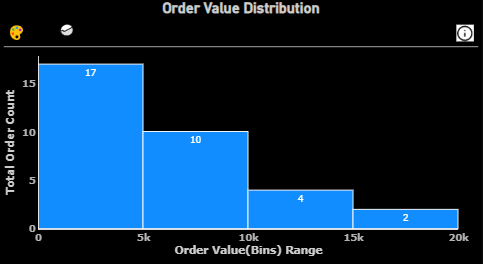 Order Value Distribution
Total Order Count
15
10
5
0
17
10
4
2
0
5k
10k
15k
20k
Order Value(Bins) Range